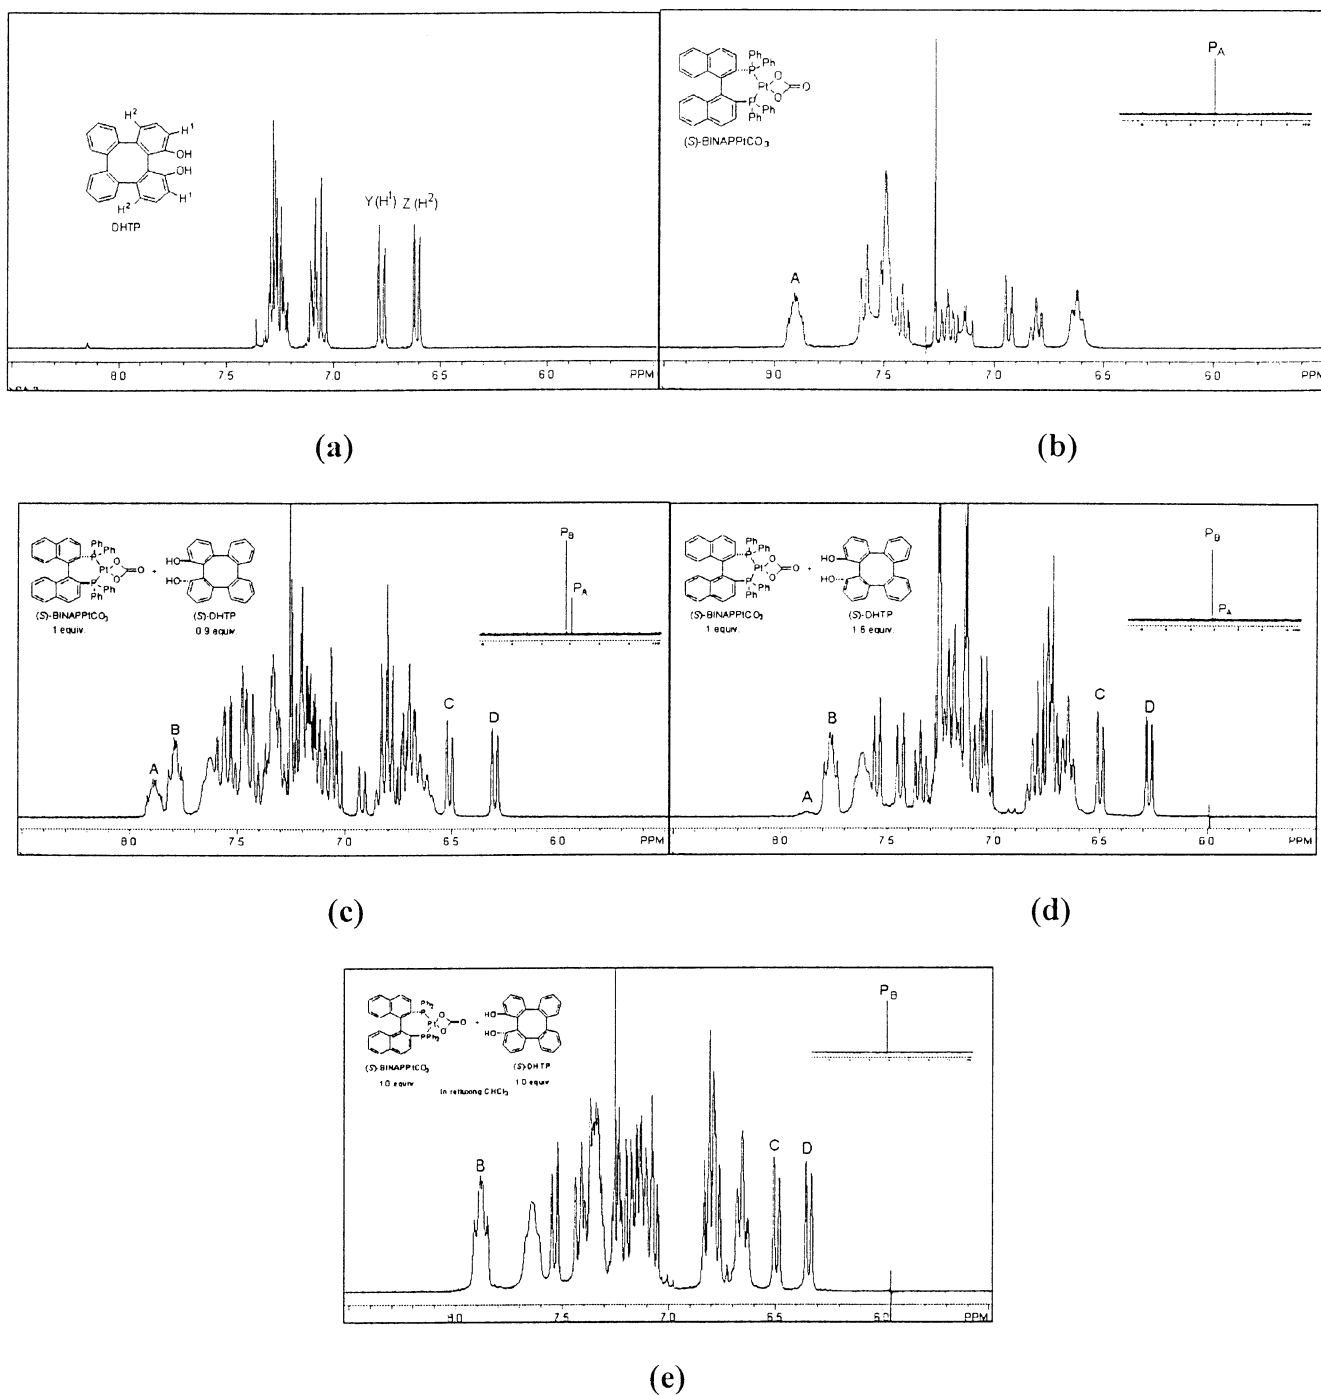 H²
H¹
OH
OH
H¹
H²
DHTP
Y(H¹) Z(H²)
8.0 7.0 6.5 PPM
(a)
Ph
Ph
P
O
Pt
O
O
P
Ph
Ph
(S)-BINAPPtCO₃
P_A
A
9.0 7.5 7.0 6.5 6.0 PPM
(b)
Ph
Ph
P
O
Pt
O
O
P
Ph
Ph
+
HO
HO
(S)-BINAPPtCO₃
1 equiv.
(S)-DHTP
0.9 equiv.
P_B
P_A
A
B
C
D
8.0 7.5 7.0 6.5 6.0 PPM
(c)
Ph
Ph
P
O
Pt
O
O
P
Ph
Ph
+
HO
HO
(S)-BINAPPtCO₃
1 equiv.
(S)-DHTP
1.6 equiv.
P_B
P_A
A
B
C
D
8.0 7.5 7.0 6.5 6.0 PPM
(d)
PPh₂
O
O
O
PPh₂
+
HO
HO
(S)-BINAPPtCO₃
1.0 equiv
(S)-DHTP
1.0 equiv
in refluxing CHCl₃
P_B
B
C
D
8.0 7.5 7.0 6.5 6.0 PPM
(e)